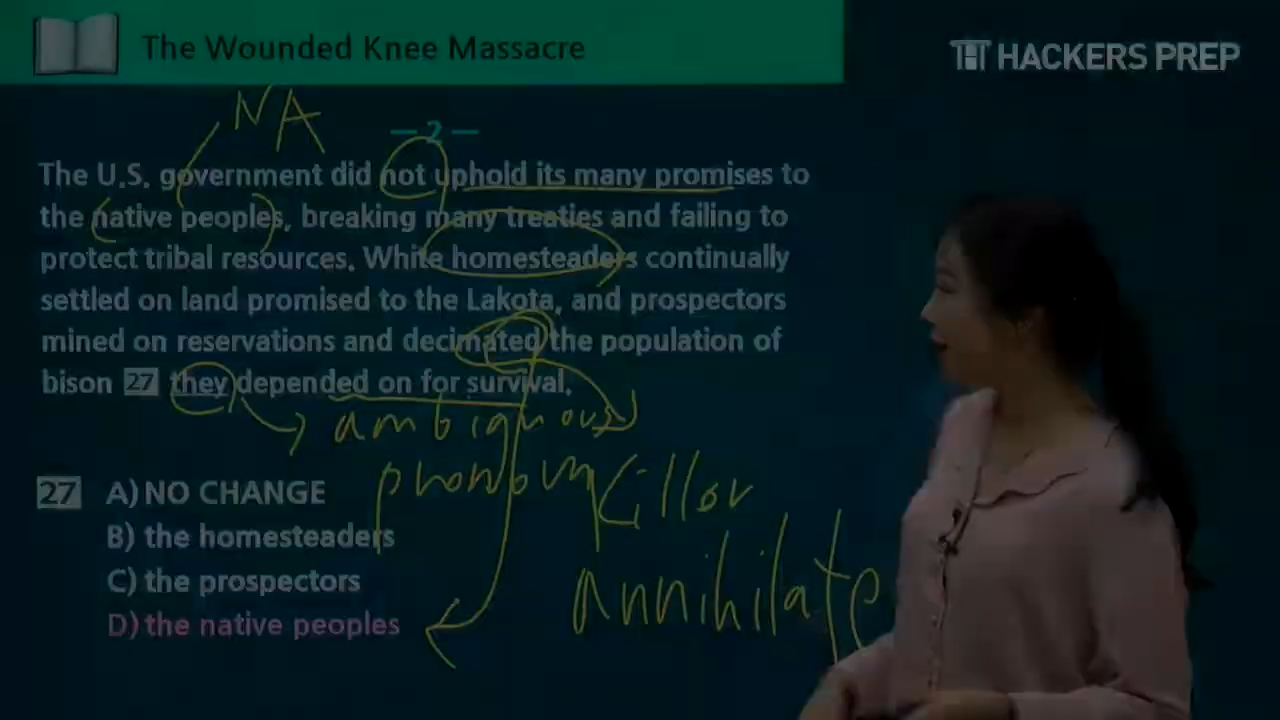 The Wounded Knee Massacre
HACKERS PREP
NA
— 2 —
The U.S. government did not uphold its many promises to
the native peoples, breaking many treaties and failing to
protect tribal resources. White homesteaders continually
settled on land promised to the Lakota, and prospectors
mined on reservations and decimated the population of
bison 27 they depended on for survival.
ambiguous
pronoun
killor
annihilate
27 A) NO CHANGE
B) the homesteaders
C) the prospectors
D) the native peoples